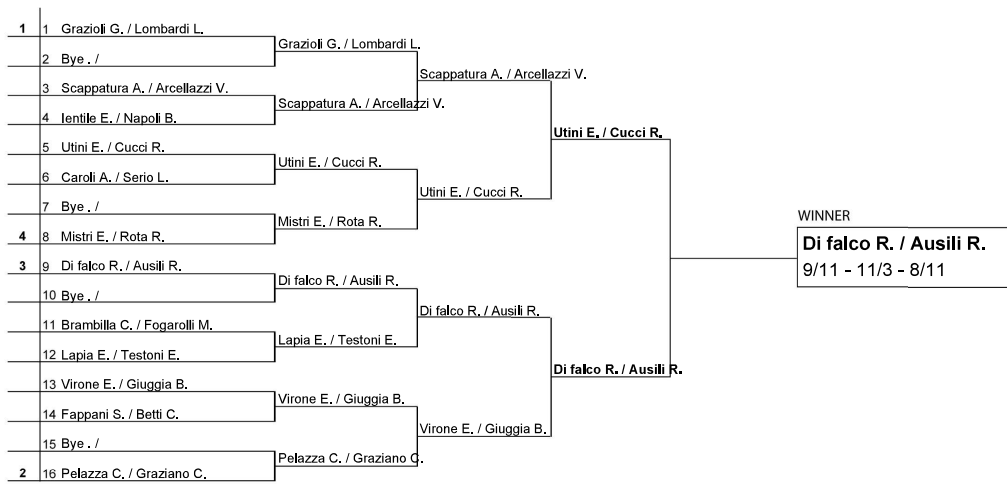 1 1 Grazioli G. / Lombardi L.
2 Bye . /
3 Scappatura A. / Arcellazzi V.
4 Ientile E. / Napoli B.
5 Utini E. / Cucci R.
6 Caroli A. / Serio L.
7 Bye . /
4 8 Mistri E. / Rota R.
3 9 Di falco R. / Ausili R.
10 Bye . /
11 Brambilla C. / Fogarolli M.
12 Lapia E. / Testoni E.
13 Virone E. / Giuggia B.
14 Fappani S. / Betti C.
15 Bye . /
2 16 Pelazza C. / Graziano C.
Grazioli G. / Lombardi L.
Scappatura A. / Arcellazzi V.
Utini E. / Cucci R.
Mistri E. / Rota R.
Di falco R. / Ausili R.
Lapia E. / Testoni E.
Virone E. / Giuggia B.
Pelazza C. / Graziano C.
Scappatura A. / Arcellazzi V.
Utini E. / Cucci R.
Di falco R. / Ausili R.
Virone E. / Giuggia B.
Utini E. / Cucci R.
Di falco R. / Ausili R.
WINNER
Di falco R. / Ausili R.
9/11 - 11/3 - 8/11